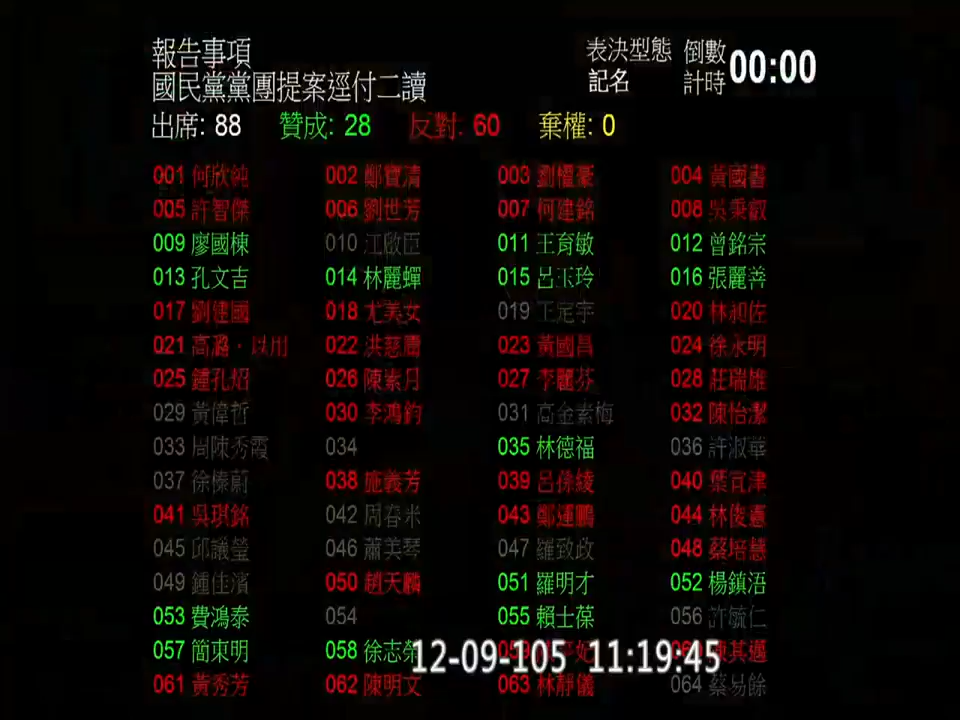 報告事項
國民黨黨團提案逕付二讀
表決型態 記名
倒數計時 00:00
出席: 88 贊成: 28 反對: 60 棄權: 0
001 何欣純 002 鄭寶清 003 劉櫂豪 004 黃國書
005 許智傑 006 劉世芳 007 柯建銘 008 吳秉叡
009 廖國棟 010 江啟臣 011 王育敏 012 曾銘宗
013 孔文吉 014 林麗蟬 015 呂玉玲 016 張麗善
017 劉建國 018 尤美女 019 王定宇 020 林淑佐
021 高潞・以用 022 洪慈庸 023 黃國昌 024 徐永明
025 鍾孔炤 026 陳素月 027 李麗芬 028 莊瑞雄
029 黃偉哲 030 李鴻鈞 031 高金素梅 032 陳怡潔
033 周陳秀霞 034 035 林德福 036 許淑華
037 徐榛蔚 038 施義芳 039 呂孫綾 040 葉宜津
041 吳琪銘 042 周春米 043 鄭運鵬 044 林俊憲
045 邱議瑩 046 蕭美琴 047 羅致政 048 蔡培慧
049 鍾佳濱 050 趙天麟 051 羅明才 052 楊鎮浯
053 費鴻泰 054 055 賴士葆 056 許毓仁
057 簡東明 058 徐志榮 059 060 陳其邁
061 黃秀芳 062 陳明文 063 林靜儀 064 蔡易餘
12-09-105 11:19:45